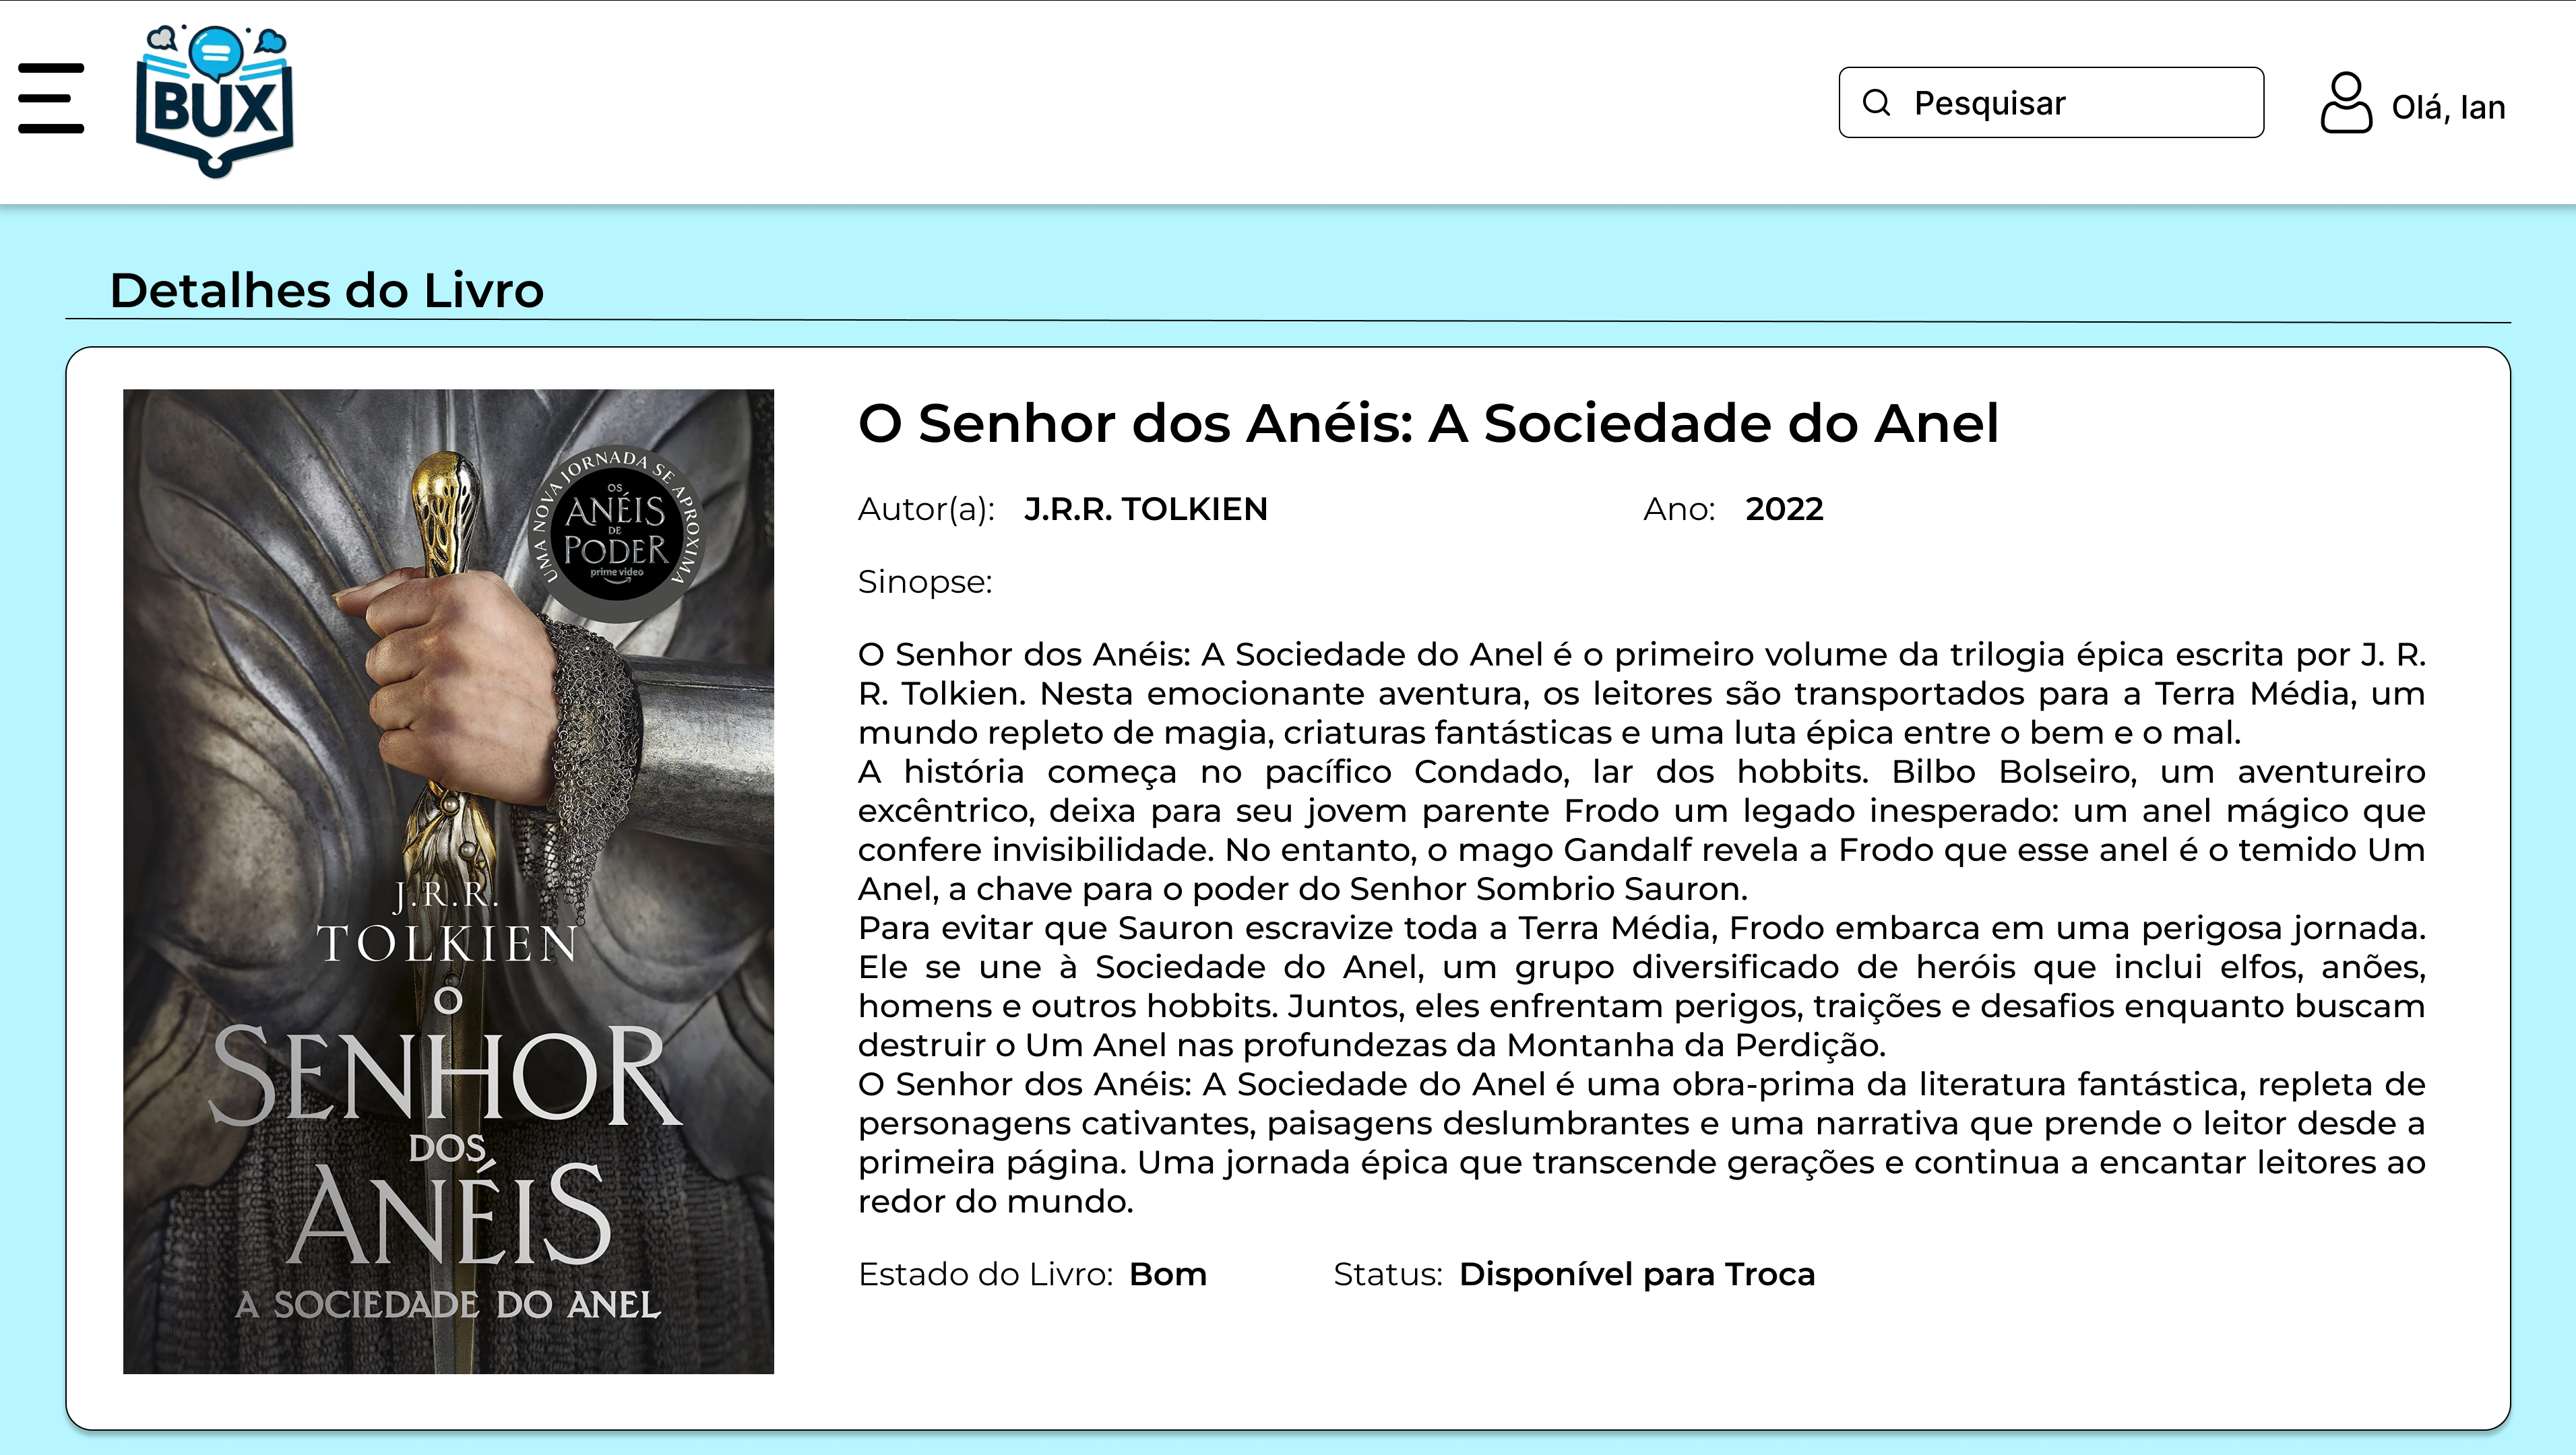 BUX
Pesquisar
Olá, Ian
Detalhes do Livro
UMA NOVA JORNADA SE APROXIMA
OS
ANÉIS
DE
PODER
prime video
J.R.R.
TOLKIEN
O
SENHOR
DOS
ANÉIS
A SOCIEDADE DO ANEL
O Senhor dos Anéis: A Sociedade do Anel
Autor(a): J.R.R. TOLKIEN Ano: 2022
Sinopse:
O Senhor dos Anéis: A Sociedade do Anel é o primeiro volume da trilogia épica escrita por J. R.
R. Tolkien. Nesta emocionante aventura, os leitores são transportados para a Terra Média, um
mundo repleto de magia, criaturas fantásticas e uma luta épica entre o bem e o mal.
A história começa no pacífico Condado, lar dos hobbits. Bilbo Bolseiro, um aventureiro
excêntrico, deixa para seu jovem parente Frodo um legado inesperado: um anel mágico que
confere invisibilidade. No entanto, o mago Gandalf revela a Frodo que esse anel é o temido Um
Anel, a chave para o poder do Senhor Sombrio Sauron.
Para evitar que Sauron escravize toda a Terra Média, Frodo embarca em uma perigosa jornada.
Ele se une à Sociedade do Anel, um grupo diversificado de heróis que inclui elfos, anões,
homens e outros hobbits. Juntos, eles enfrentam perigos, traições e desafios enquanto buscam
destruir o Um Anel nas profundezas da Montanha da Perdição.
O Senhor dos Anéis: A Sociedade do Anel é uma obra-prima da literatura fantástica, repleta de
personagens cativantes, paisagens deslumbrantes e uma narrativa que prende o leitor desde a
primeira página. Uma jornada épica que transcende gerações e continua a encantar leitores ao
redor do mundo.
Estado do Livro: Bom Status: Disponível para Troca